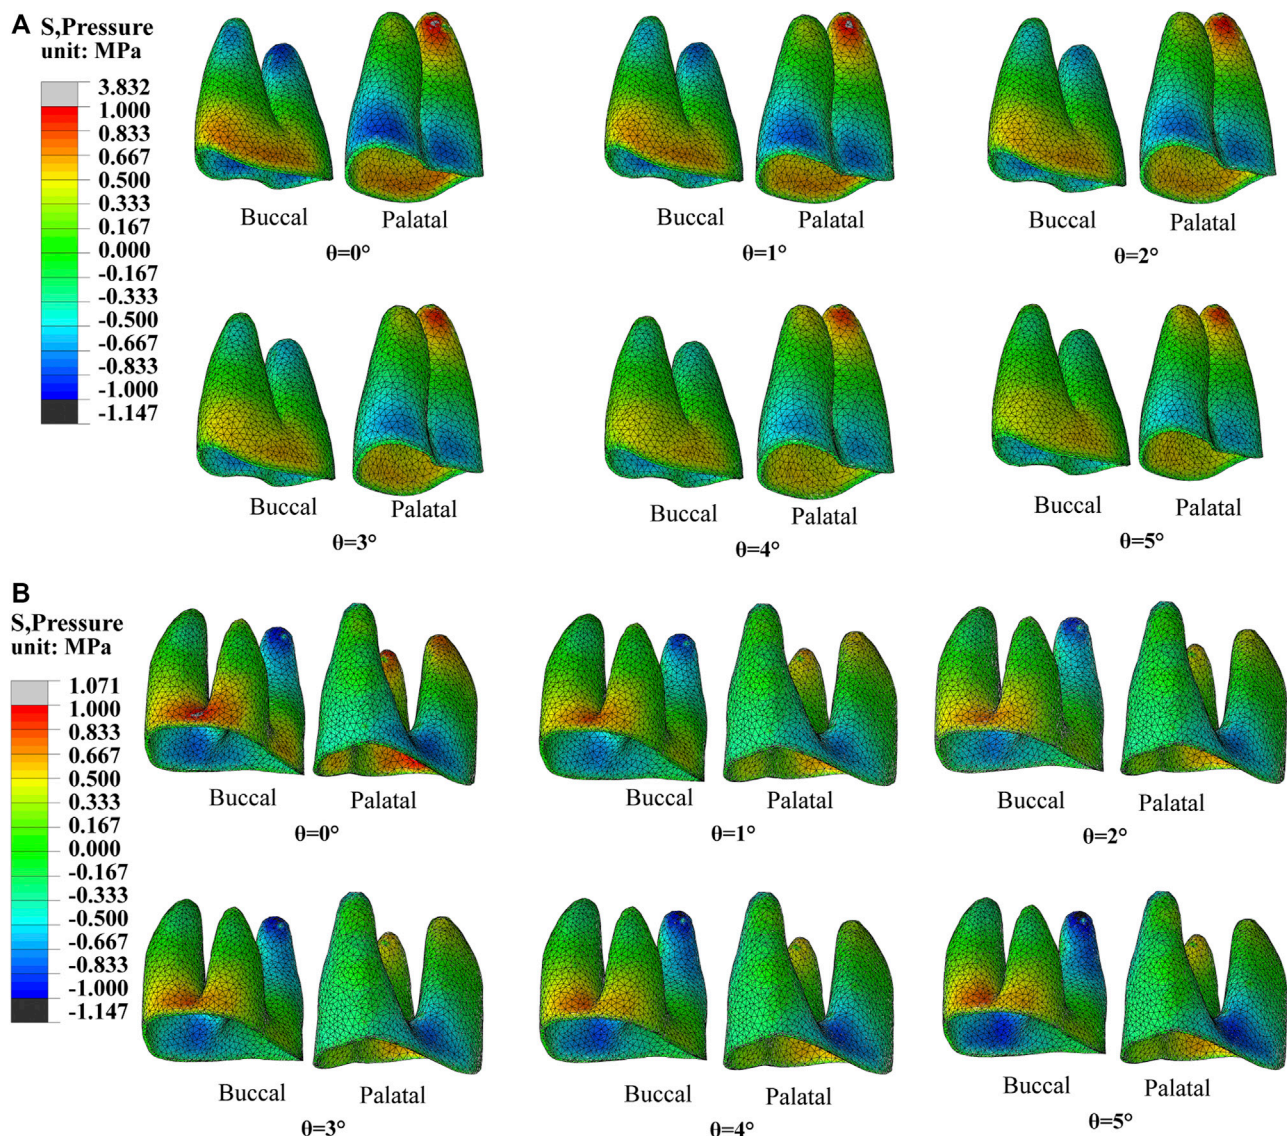 A
S,Pressure
unit: MPa
3.832
1.000
0.833
0.667
0.500
0.333
0.167
0.000
-0.167
-0.333
-0.500
-0.667
-0.833
-1.000
-1.147
Buccal
Palatal
θ=0°
Buccal
Palatal
θ=1°
Buccal
Palatal
θ=2°
Buccal
Palatal
θ=3°
Buccal
Palatal
θ=4°
Buccal
Palatal
θ=5°
B
S,Pressure
unit: MPa
1.071
1.000
0.833
0.667
0.500
0.333
0.167
0.000
-0.167
-0.333
-0.500
-0.667
-0.833
-1.000
-1.147
Buccal
Palatal
θ=0°
Buccal
Palatal
θ=1°
Buccal
Palatal
θ=2°
Buccal
Palatal
θ=3°
Buccal
Palatal
θ=4°
Buccal
Palatal
θ=5°